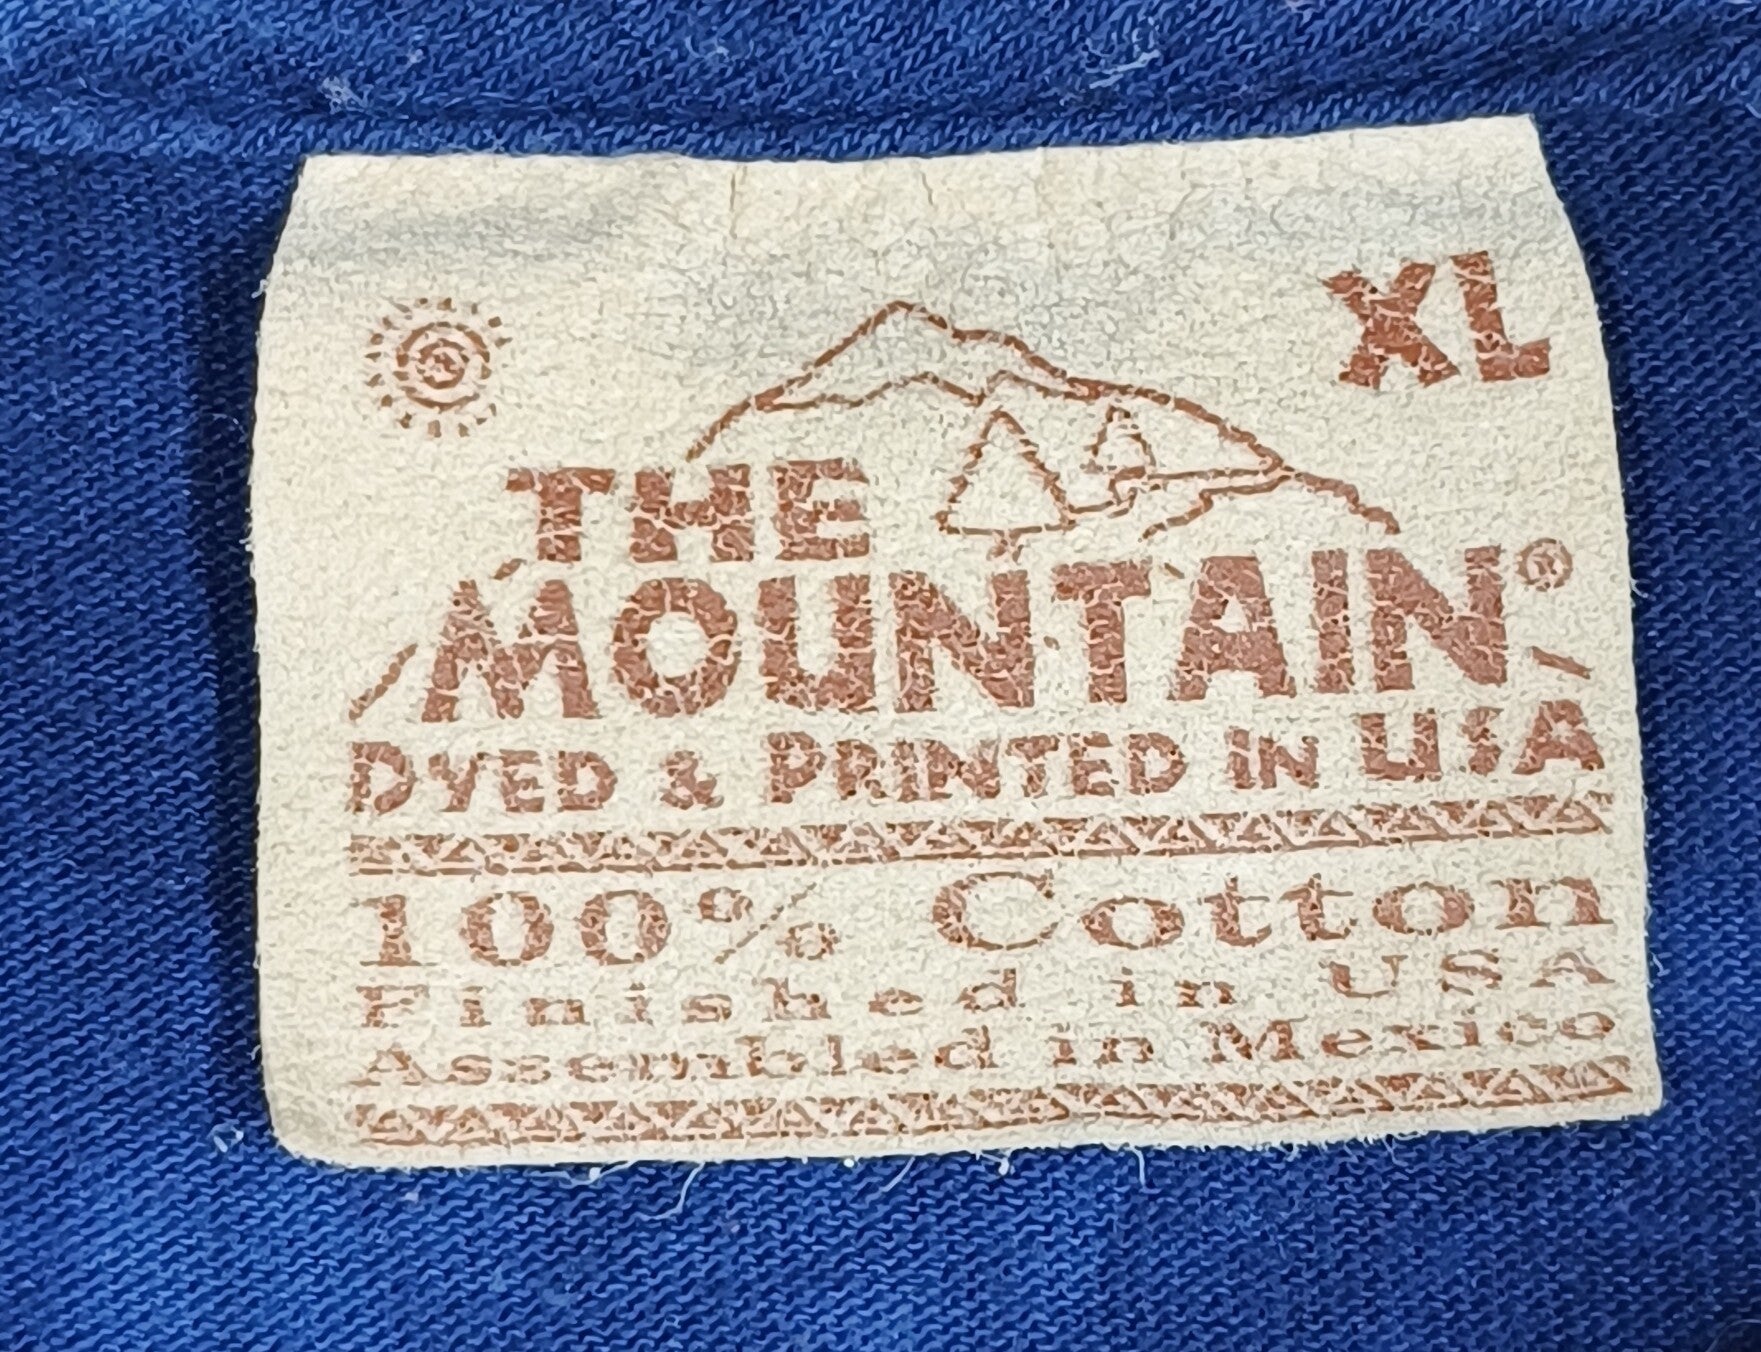 XL
THE
MOUNTAIN®
DYED & PRINTED IN USA
100% Cotton
Finished in USA
Assembled in Mexico